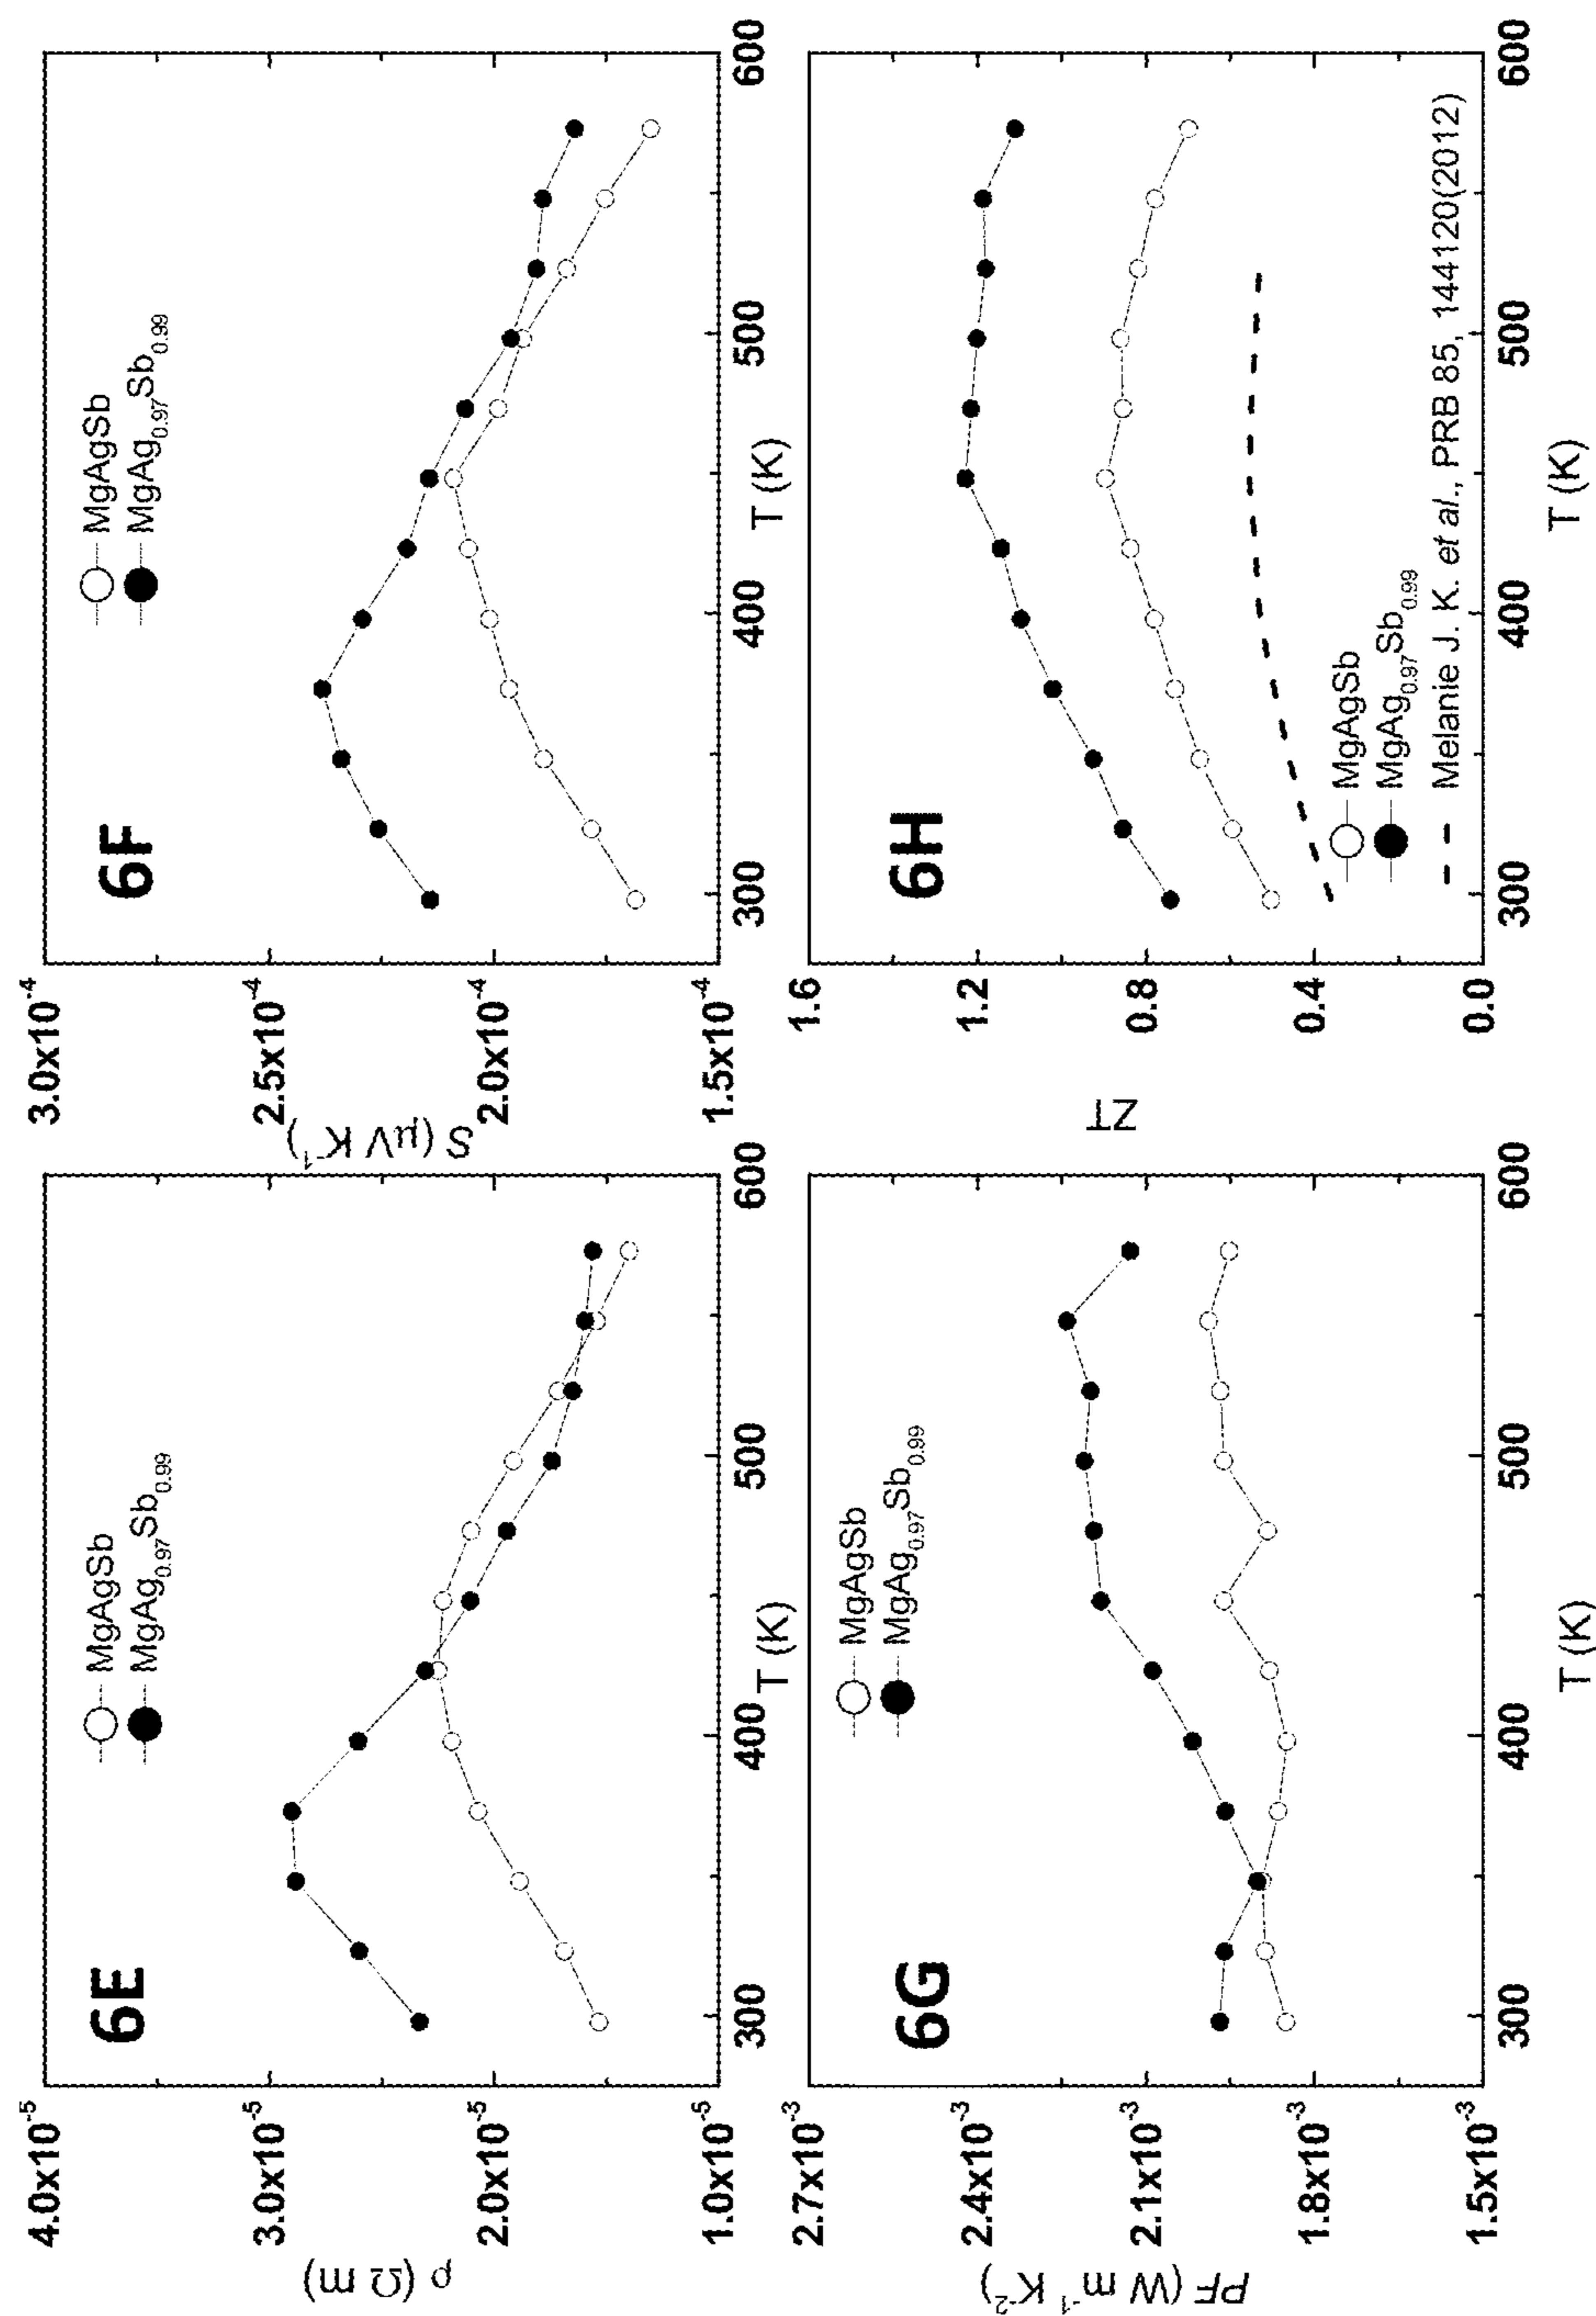 6E
MgAgSb
MgAg0.97Sb0.99
4.0x10-5
3.0x10-5
2.0x10-5
1.0x10-5
ρ (Ω m)
300
400
500
600
T (K)
6F
MgAgSb
MgAg0.97Sb0.99
3.0x10-4
2.5x10-4
2.0x10-4
1.5x10-4
S (μV K-1)
300
400
500
600
T (K)
6G
MgAgSb
MgAg0.97Sb0.99
2.7x10-3
2.4x10-3
2.1x10-3
1.8x10-3
1.5x10-3
PF (W m-1 K-2)
300
400
500
600
T (K)
6H
1.6
1.2
0.8
0.4
0.0
ZT
MgAgSb
MgAg0.97Sb0.99
Melanie J. K. et al., PRB 85, 144120(2012)
300
400
500
600
T (K)